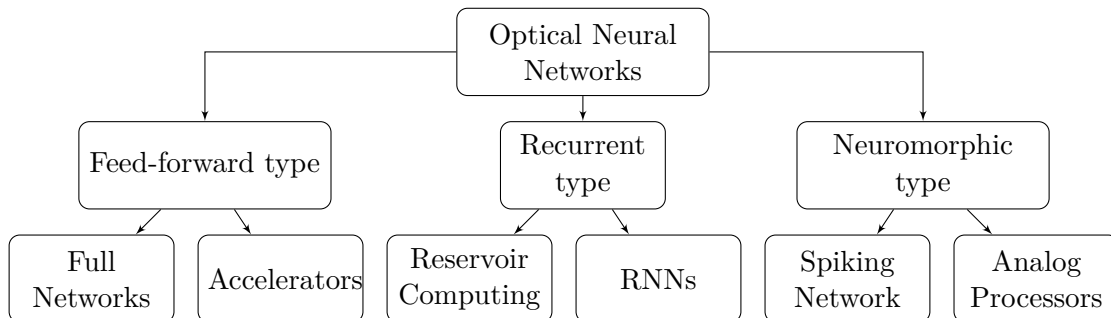 Optical Neural
Networks
Feed-forward type
Recurrent
type
Neuromorphic
type
Full
Networks
Accelerators
Reservoir
Computing
RNNs
Spiking
Network
Analog
Processors